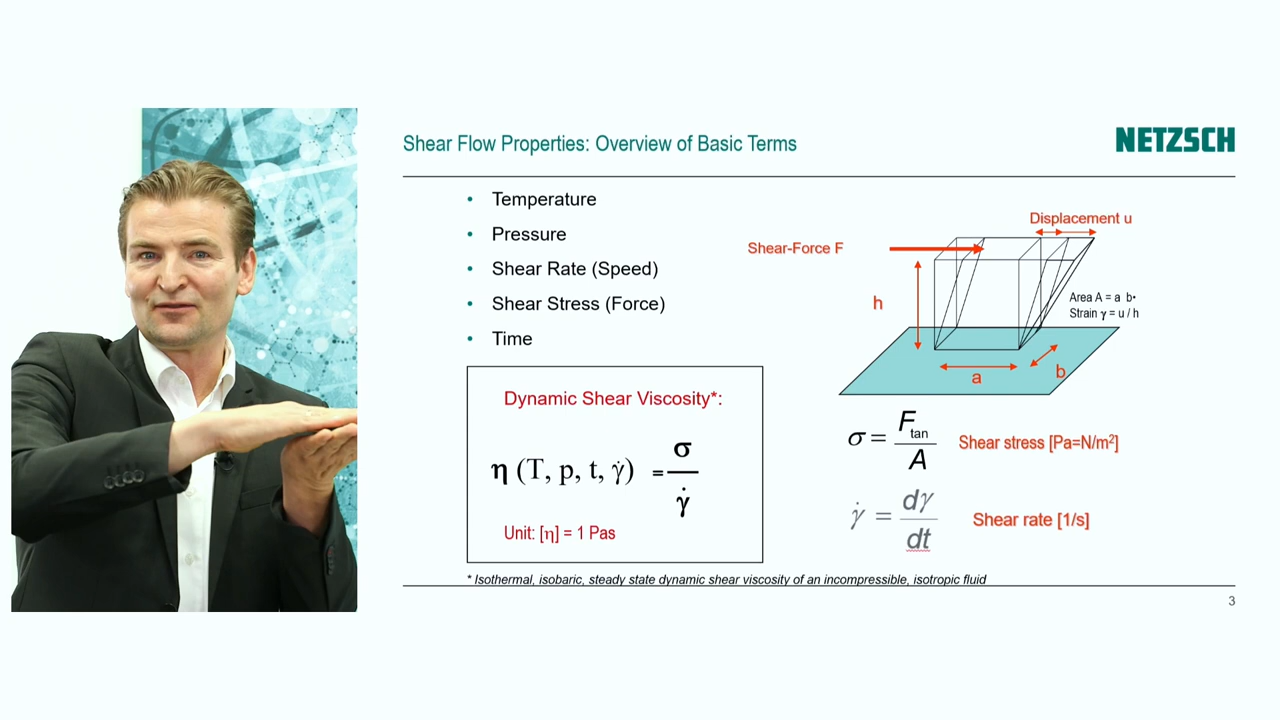 Shear Flow Properties: Overview of Basic Terms
NETZSCH
• Temperature
• Pressure
• Shear Rate (Speed)
• Shear Stress (Force)
• Time
Displacement u
Shear-Force F
h
Area A = a b•
Strain γ = u / h
a
b
Dynamic Shear Viscosity*:
η (T, p, t, γ̇) = σ / γ̇
Unit: [η] = 1 Pas
σ = F_tan / A
Shear stress [Pa=N/m²]
γ̇ = dγ / dt
Shear rate [1/s]
* Isothermal, isobaric, steady state dynamic shear viscosity of an incompressible, isotropic fluid
3